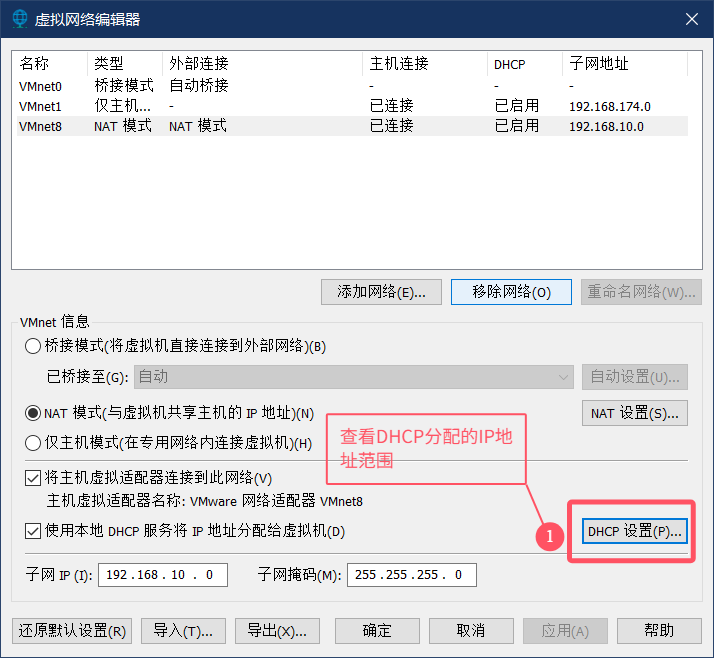 虚拟网络编辑器
名称 类型 外部连接 主机连接 DHCP 子网地址
VMnet0 桥接模式 自动桥接 - - -
VMnet1 仅主机... - 已连接 已启用 192.168.174.0
VMnet8 NAT 模式 NAT 模式 已连接 已启用 192.168.10.0
添加网络(E)... 移除网络(O) 重命名网络(W)...
VMnet 信息
桥接模式(将虚拟机直接连接到外部网络)(B)
已桥接至(G): 自动 自动设置(U)...
NAT 模式(与虚拟机共享主机的 IP 地址)(N) NAT 设置(S)...
仅主机模式(在专用网络内连接虚拟机)(H)
查看DHCP分配的IP地
址范围
将主机虚拟适配器连接到此网络(V)
主机虚拟适配器名称: VMware 网络适配器 VMnet8
使用本地 DHCP 服务将 IP 地址分配给虚拟机(D) 1 DHCP 设置(P)...
子网 IP (I): 192.168.10.0 子网掩码(M): 255.255.255.0
还原默认设置(R) 导入(T)... 导出(X)... 确定 取消 应用(A) 帮助